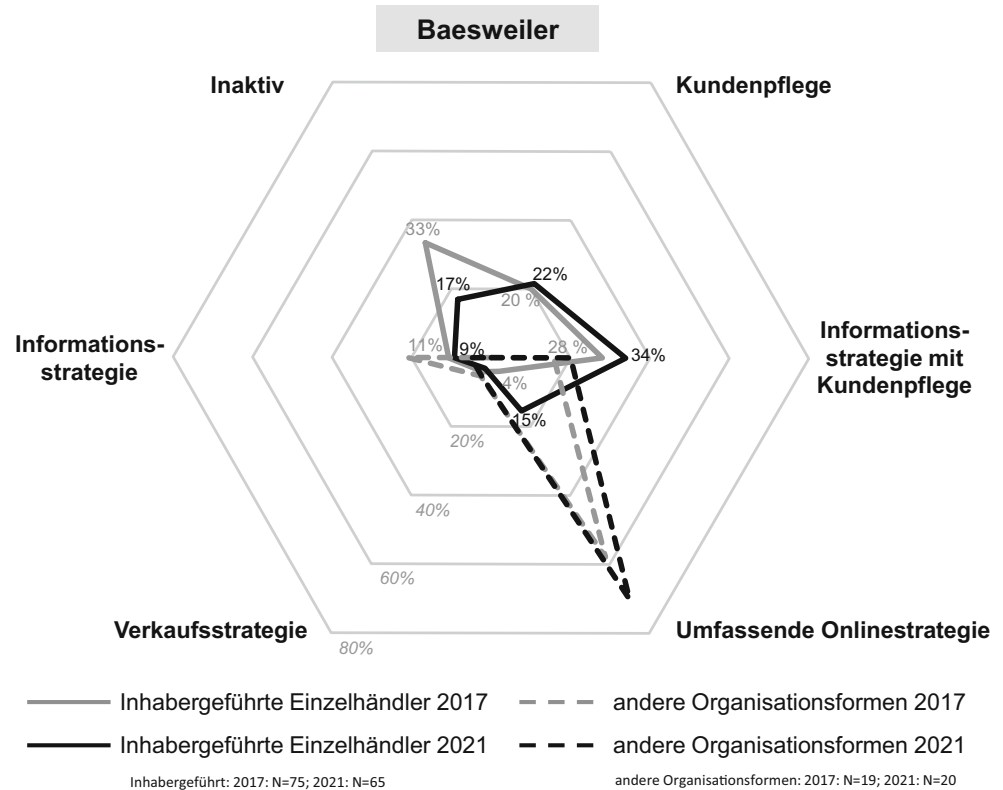 Baesweiler
Inaktiv
Kundenpflege
33%
17%
22%
20 %
Informations-
strategie
11%
9%
28 %
34%
Informations-
strategie mit
Kundenpflege
4%
15%
20%
40%
60%
80%
Verkaufsstrategie
Umfassende Onlinestrategie
Inhabergeführte Einzelhändler 2017
andere Organisationsformen 2017
Inhabergeführte Einzelhändler 2021
andere Organisationsformen 2021
Inhabergeführt: 2017: N=75; 2021: N=65
andere Organisationsformen: 2017: N=19; 2021: N=20